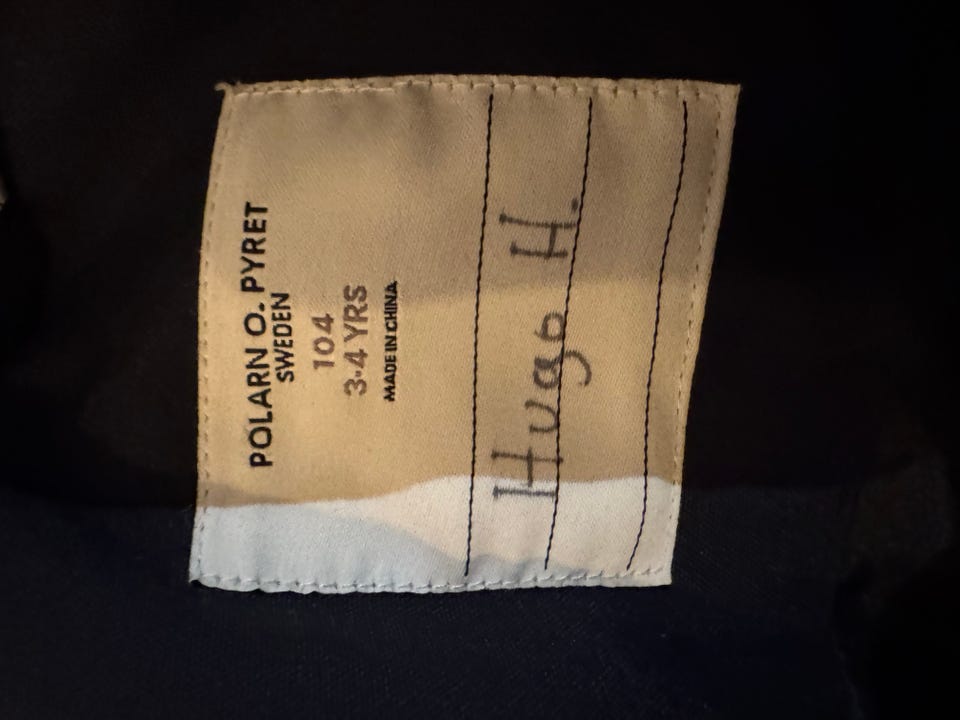 POLARN O. PYRET
SWEDEN
104
3-4 YRS
MADE IN CHINA
Hugo H.